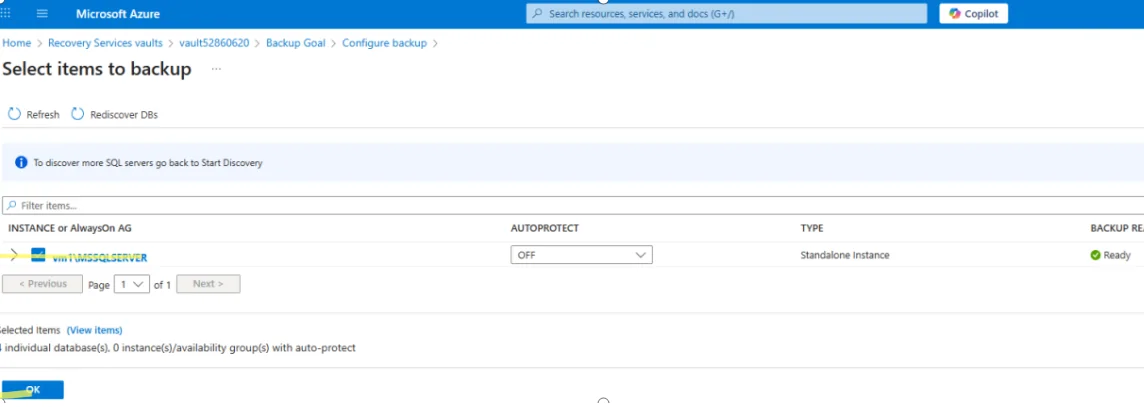 Microsoft Azure
Search resources, services, and docs (G+/)
Copilot
Home > Recovery Services vaults > vault52860620 > Backup Goal > Configure backup >
Select items to backup ...
Refresh Rediscover DBs
To discover more SQL servers go back to Start Discovery
Filter items...
INSTANCE or AlwaysOn AG AUTOPROTECT TYPE BACKUP REA
vm1\MSSQLSERVER OFF Standalone Instance Ready
< Previous Page 1 of 1 Next >
Selected Items (View items)
individual database(s), 0 instance(s)/availability group(s) with auto-protect
OK